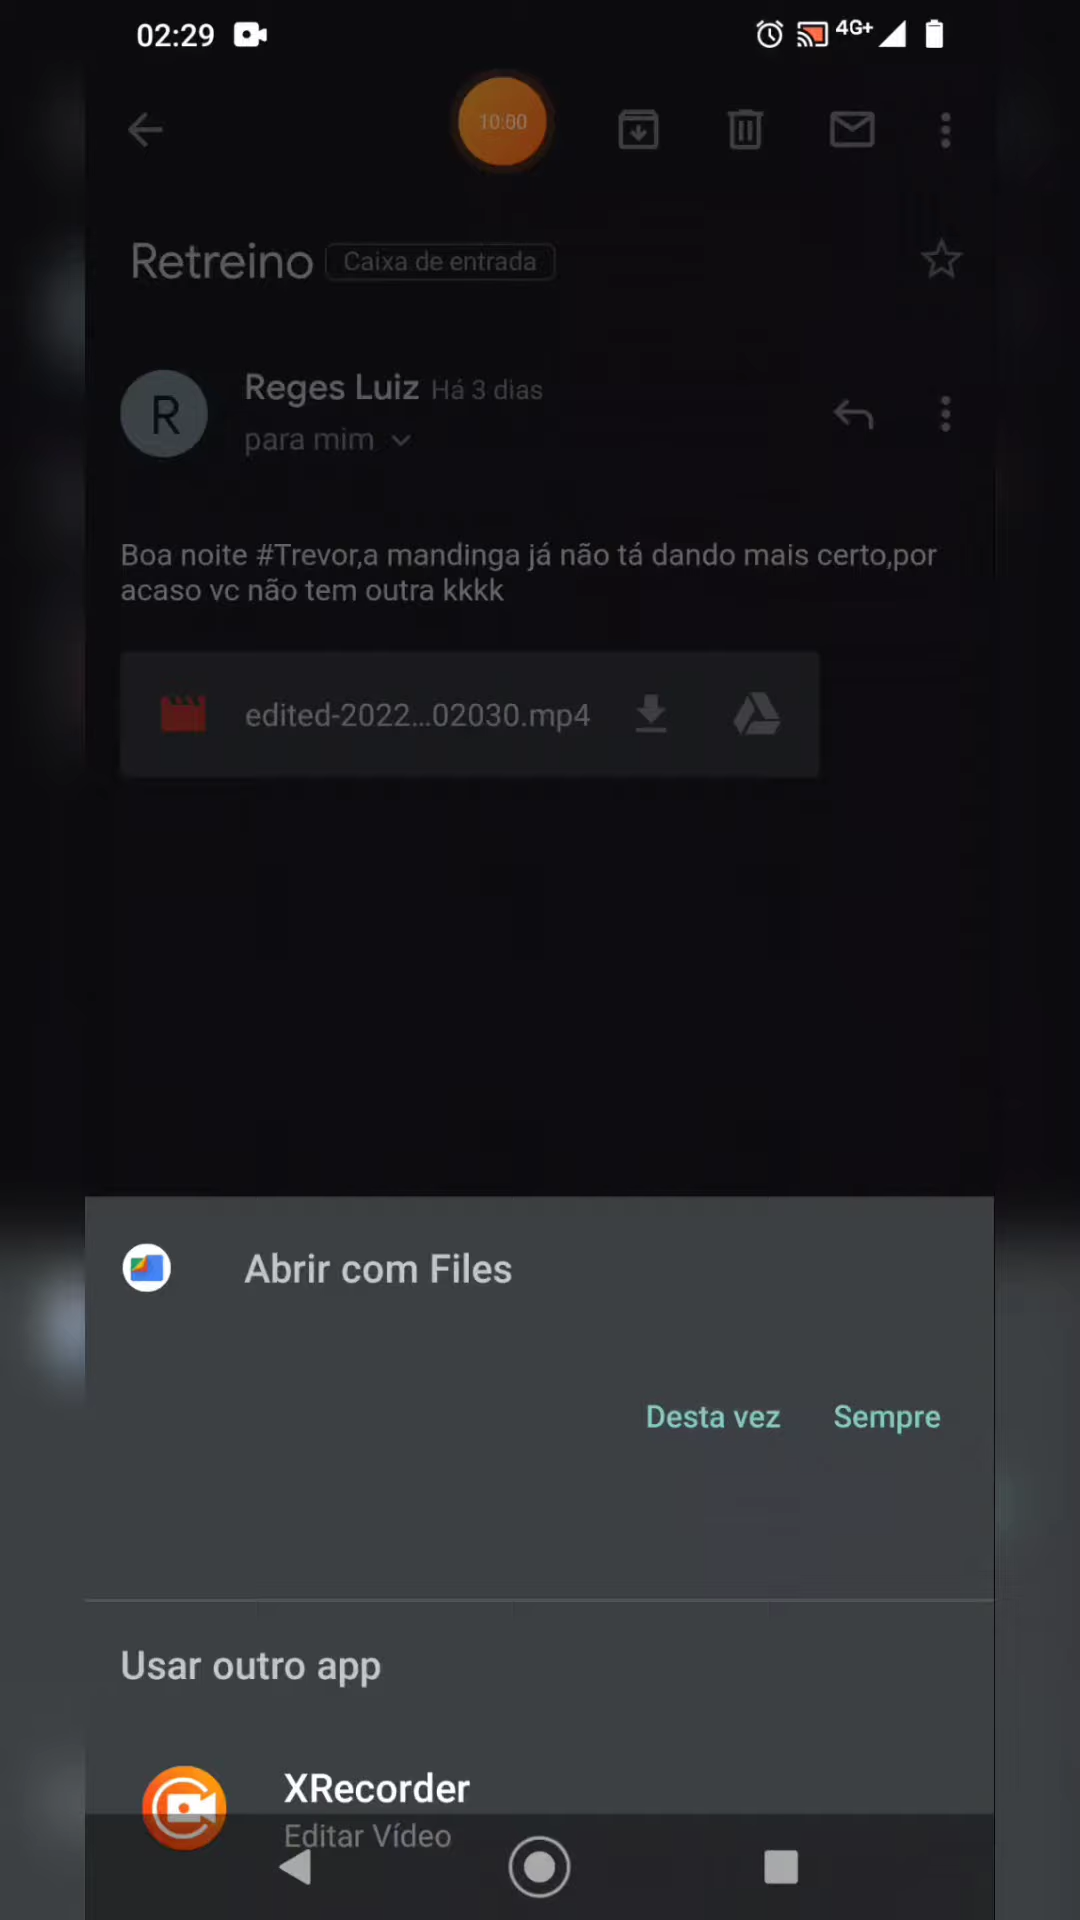 02:29
4G+
10:00
Retreino Caixa de entrada
R
Reges Luiz Há 3 dias
para mim
Boa noite #Trevor,a mandinga já não tá dando mais certo,por
acaso vc não tem outra kkkk
edited-2022...02030.mp4
Abrir com Files
Desta vez Sempre
Usar outro app
XRecorder
Editar Vídeo